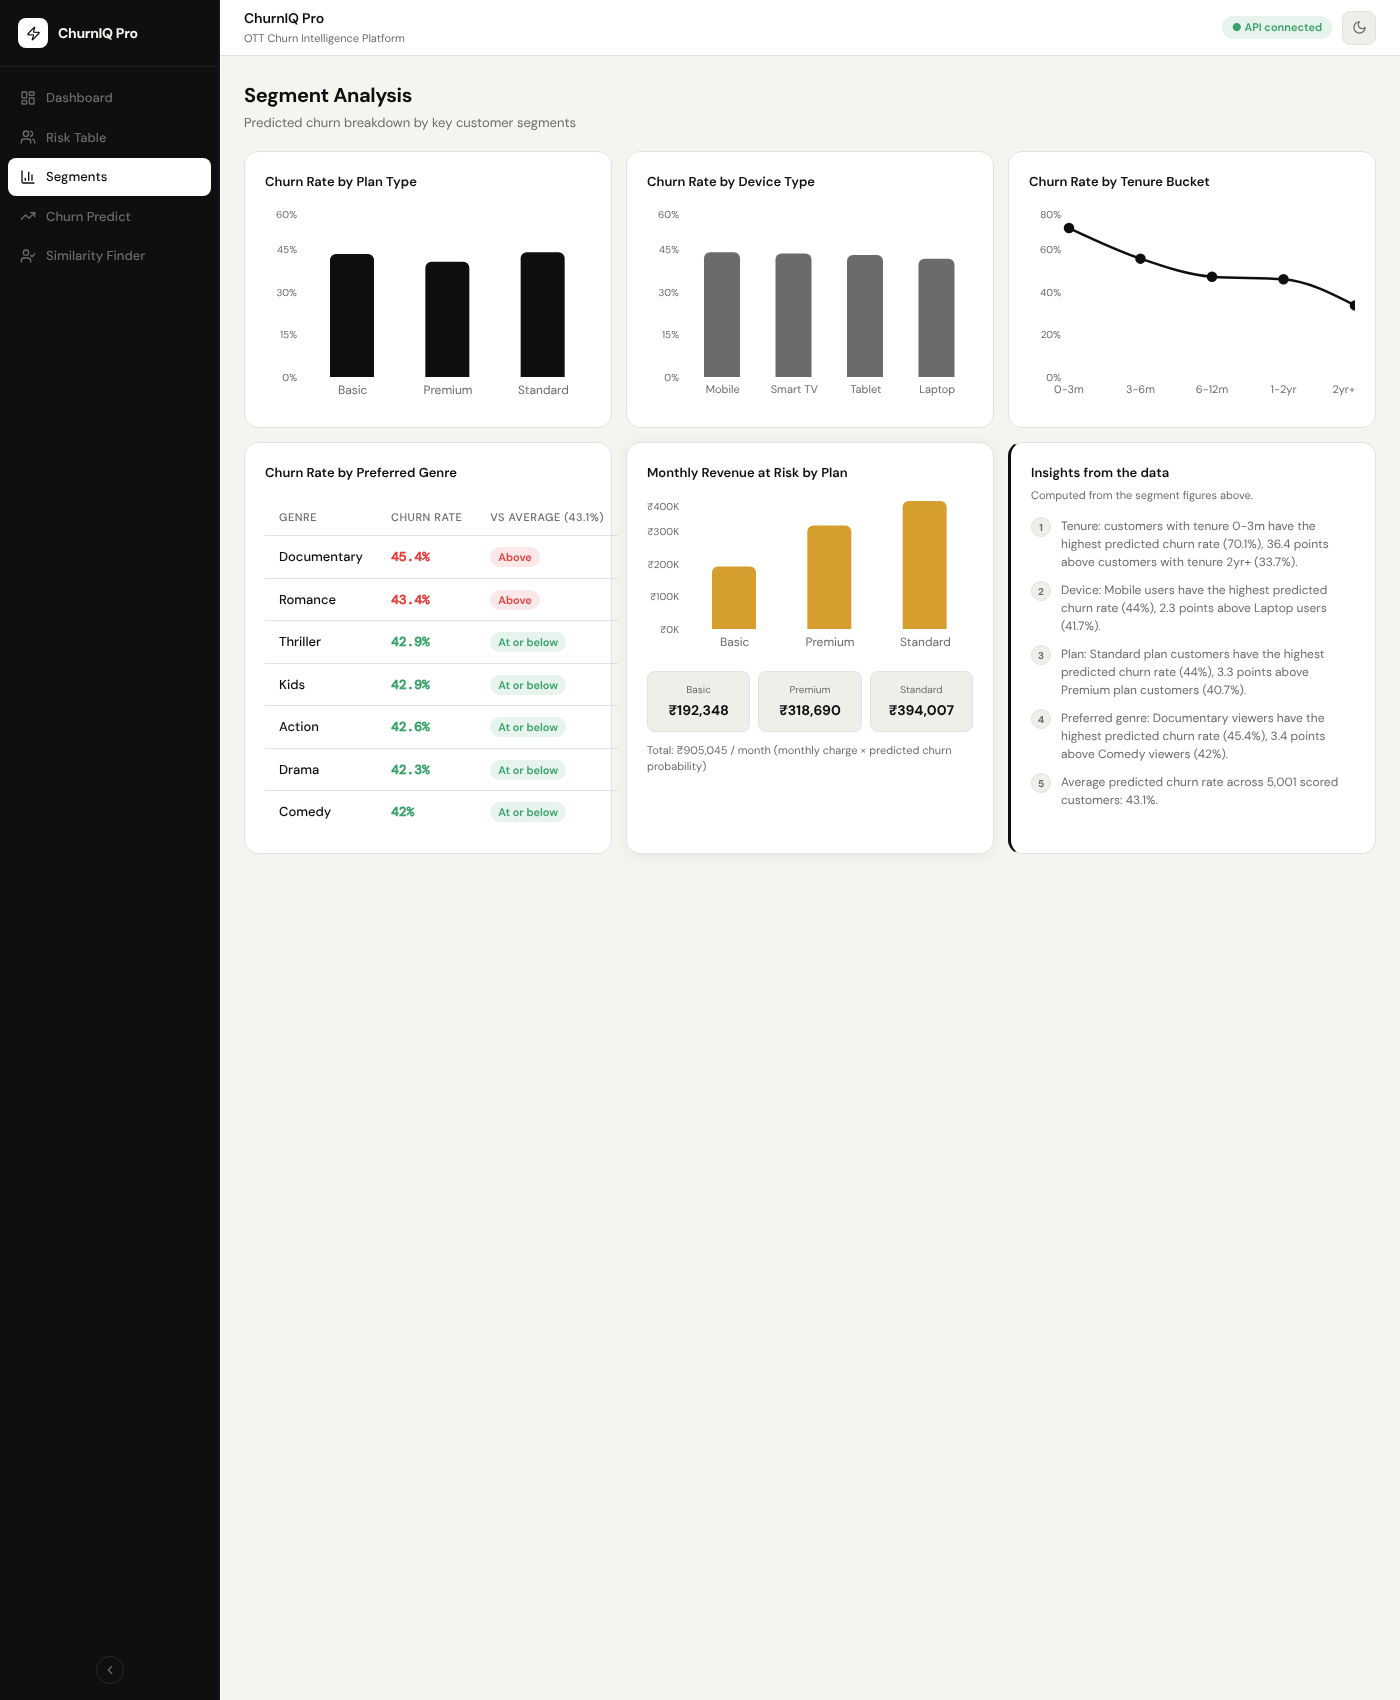 ChurnIQ Pro
Dashboard
Risk Table
Segments
Churn Predict
Similarity Finder
ChurnIQ Pro
OTT Churn Intelligence Platform
API connected
Segment Analysis
Predicted churn breakdown by key customer segments
Churn Rate by Plan Type
60%
45%
30%
15%
0%
Basic Premium Standard
Churn Rate by Device Type
60%
45%
30%
15%
0%
Mobile Smart TV Tablet Laptop
Churn Rate by Tenure Bucket
80%
60%
40%
20%
0%
0-3m 3-6m 6-12m 1-2yr 2yr+
Churn Rate by Preferred Genre
GENRE CHURN RATE VS AVERAGE (43.1%)
Documentary 45.4% Above
Romance 43.4% Above
Thriller 42.9% At or below
Kids 42.9% At or below
Action 42.6% At or below
Drama 42.3% At or below
Comedy 42% At or below
Monthly Revenue at Risk by Plan
₹400K
₹300K
₹200K
₹100K
₹0K
Basic Premium Standard
Basic Premium Standard
₹192,348 ₹318,690 ₹394,007
Total: ₹905,045 / month (monthly charge × predicted churn
probability)
Insights from the data
Computed from the segment figures above.
1 Tenure: customers with tenure 0-3m have the
highest predicted churn rate (70.1%), 36.4 points
above customers with tenure 2yr+ (33.7%).
2 Device: Mobile users have the highest predicted
churn rate (44%), 2.3 points above Laptop users
(41.7%).
3 Plan: Standard plan customers have the highest
predicted churn rate (44%), 3.3 points above
Premium plan customers (40.7%).
4 Preferred genre: Documentary viewers have the
highest predicted churn rate (45.4%), 3.4 points
above Comedy viewers (42%).
5 Average predicted churn rate across 5,001 scored
customers: 43.1%.